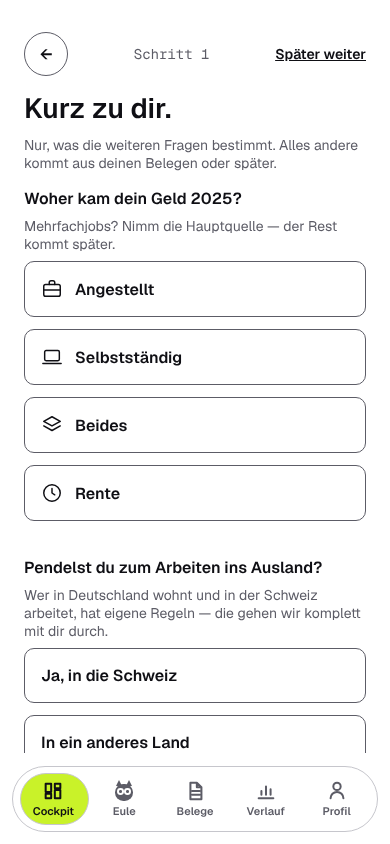 Schritt 1
Später weiter
Kurz zu dir.
Nur, was die weiteren Fragen bestimmt. Alles andere
kommt aus deinen Belegen oder später.
Woher kam dein Geld 2025?
Mehrfachjobs? Nimm die Hauptquelle — der Rest
kommt später.
Angestellt
Selbstständig
Beides
Rente
Pendelst du zum Arbeiten ins Ausland?
Wer in Deutschland wohnt und in der Schweiz
arbeitet, hat eigene Regeln — die gehen wir komplett
mit dir durch.
Ja, in die Schweiz
In ein anderes Land
Cockpit
Eule
Belege
Verlauf
Profil